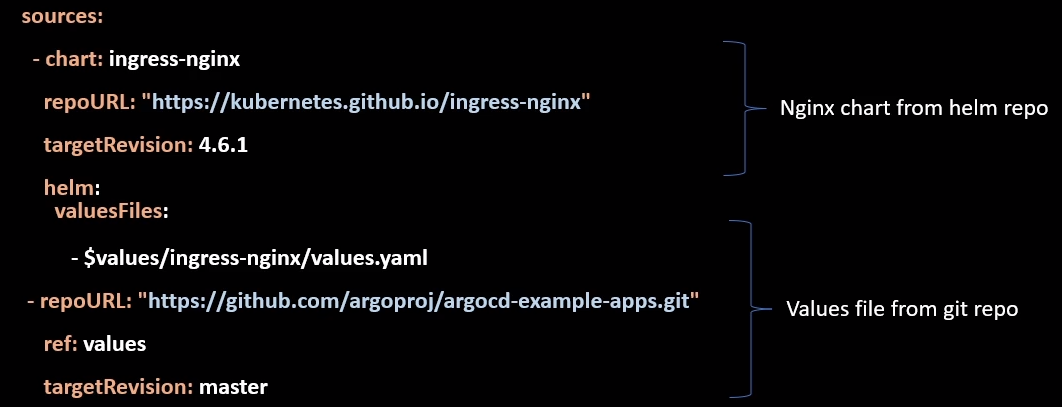 sources:
- chart: ingress-nginx
repoURL: "https://kubernetes.github.io/ingress-nginx"
targetRevision: 4.6.1
helm:
valuesFiles:
- $values/ingress-nginx/values.yaml
- repoURL: "https://github.com/argoproj/argocd-example-apps.git"
ref: values
targetRevision: master
Nginx chart from helm repo
Values file from git repo